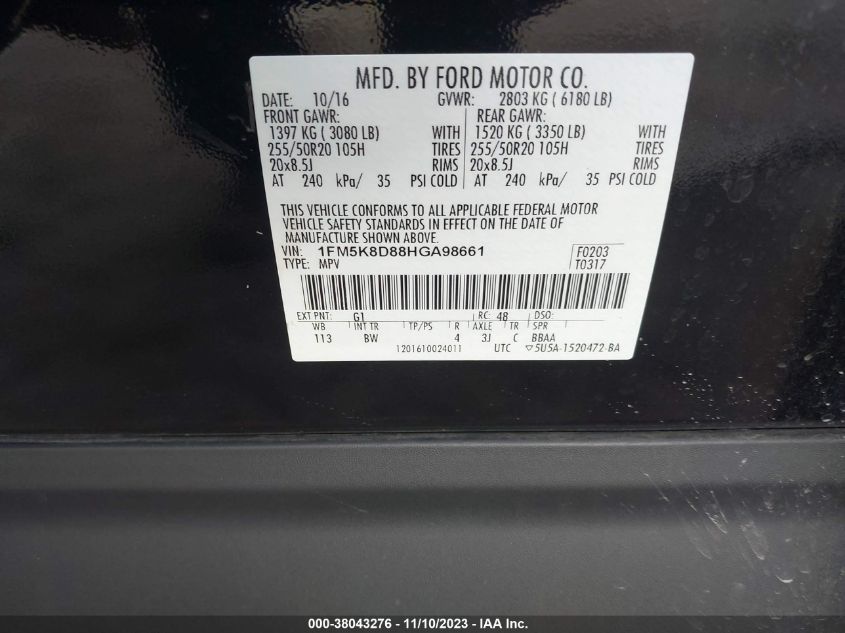 MFD. BY FORD MOTOR CO.
DATE: 10/16 GVWR: 2803 KG ( 6180 LB)
FRONT GAWR: REAR GAWR:
1397 KG ( 3080 LB) WITH 1520 KG ( 3350 LB) WITH
255/50R20 105H TIRES 255/50R20 105H TIRES
20x8.5J RIMS 20x8.5J RIMS
AT 240 kPa/ 35 PSI COLD AT 240 kPa/ 35 PSI COLD
THIS VEHICLE CONFORMS TO ALL APPLICABLE FEDERAL MOTOR
VEHICLE SAFETY STANDARDS IN EFFECT ON THE DATE OF
MANUFACTURE SHOWN ABOVE.
VIN: 1FM5K8D88HGA98661 F0203
TYPE: MPV T0317
EXT PNT: G1 RC: 48 DSO:
WB INT TR TP/PS R AXLE TR SPR
113 BW 4 3J C BBAA
1201610024011 UTC ▽5U5A-1520472-BA
000-38043276 - 11/10/2023 - IAA Inc.